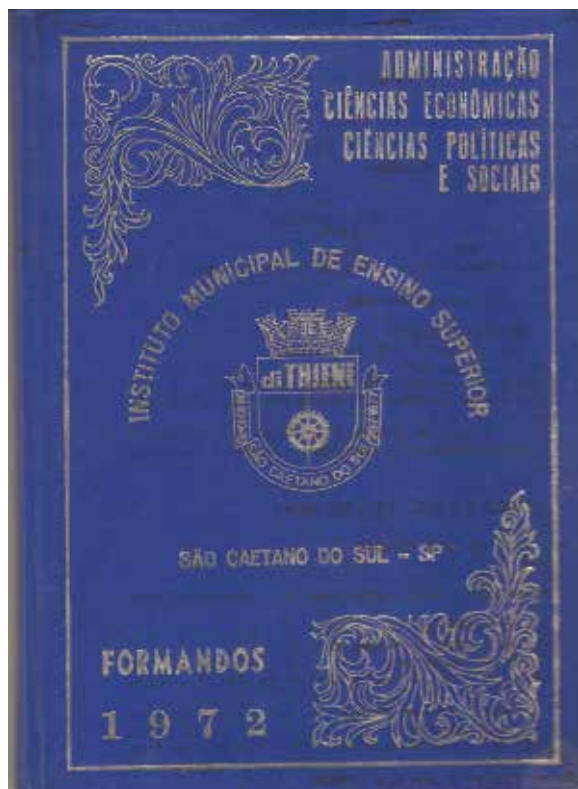 ADMINISTRAÇÃO
CIÊNCIAS ECONÔMICAS
CIÊNCIAS POLÍTICAS
E SOCIAIS
INSTITUTO MUNICIPAL DE ENSINO SUPERIOR
di THIENE
SÃO CAETANO DO SUL
SÃO CAETANO DO SUL - SP
FORMANDOS
1972